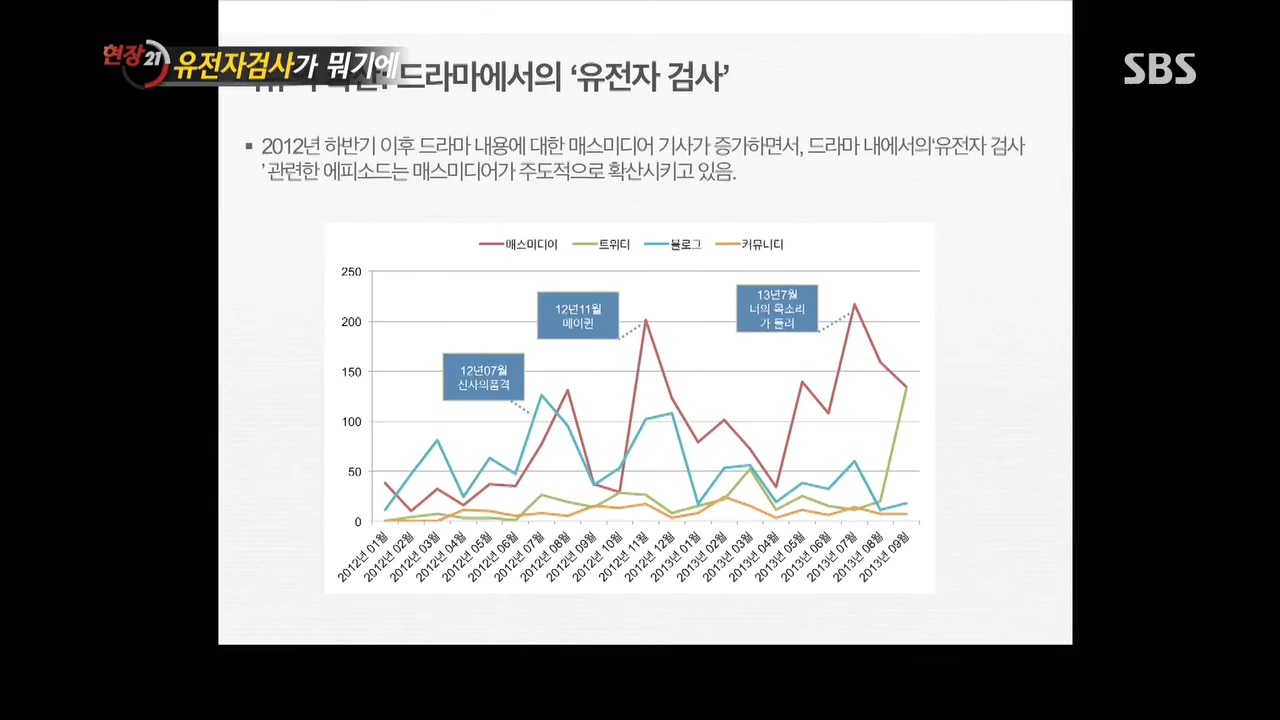 현장21
유전자검사가 뭐기에
SBS
드라마에서의 ‘유전자 검사’
▪ 2012년 하반기 이후 드라마 내용에 대한 매스미디어 기사가 증가하면서, 드라마 내에서의‘유전자 검사
’관련한 에피소드는 매스미디어가 주도적으로 확산시키고 있음.
매스미디어 트위터 블로그 커뮤니티
250
200
150
100
50
0
12년07월
신사의품격
12년11월
메이퀸
13년7월
너의 목소리
가 들려
2012년 01월
2012년 02월
2012년 03월
2012년 04월
2012년 05월
2012년 06월
2012년 07월
2012년 08월
2012년 09월
2012년 10월
2012년 11월
2012년 12월
2013년 01월
2013년 02월
2013년 03월
2013년 04월
2013년 05월
2013년 06월
2013년 07월
2013년 08월
2013년 09월